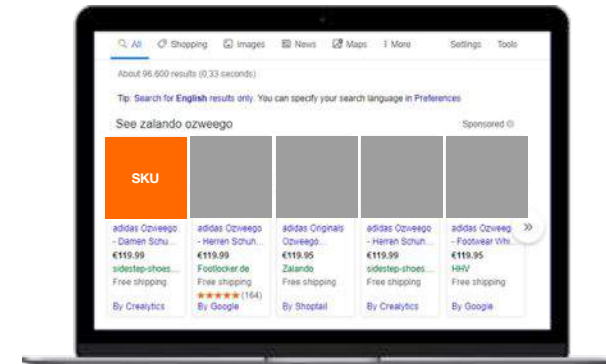 All Shopping Images News Maps More Settings Tools
About 96.600 results (0,33 seconds)
Tip: Search for English results only. You can specify your search language in Preferences
See zalando ozweego Sponsored
SKU
adidas Ozweego
- Damen Schu...
€119.99
sidestep-shoes....
Free shipping
By Crealytics
adidas Ozweego
- Herren Schuh...
€119.99
Footlocker.de
Free shipping
★★★★★ (164)
By Google
adidas Originals
Ozweego...
€119.95
Zalando
Free shipping
By Shoptail
adidas Ozweego
- Herren Schuh...
€119.99
sidestep-shoes....
Free shipping
By Crealytics
adidas Ozweeg
- Footwear Whi...
€119.95
HHV
Free shipping
By Google